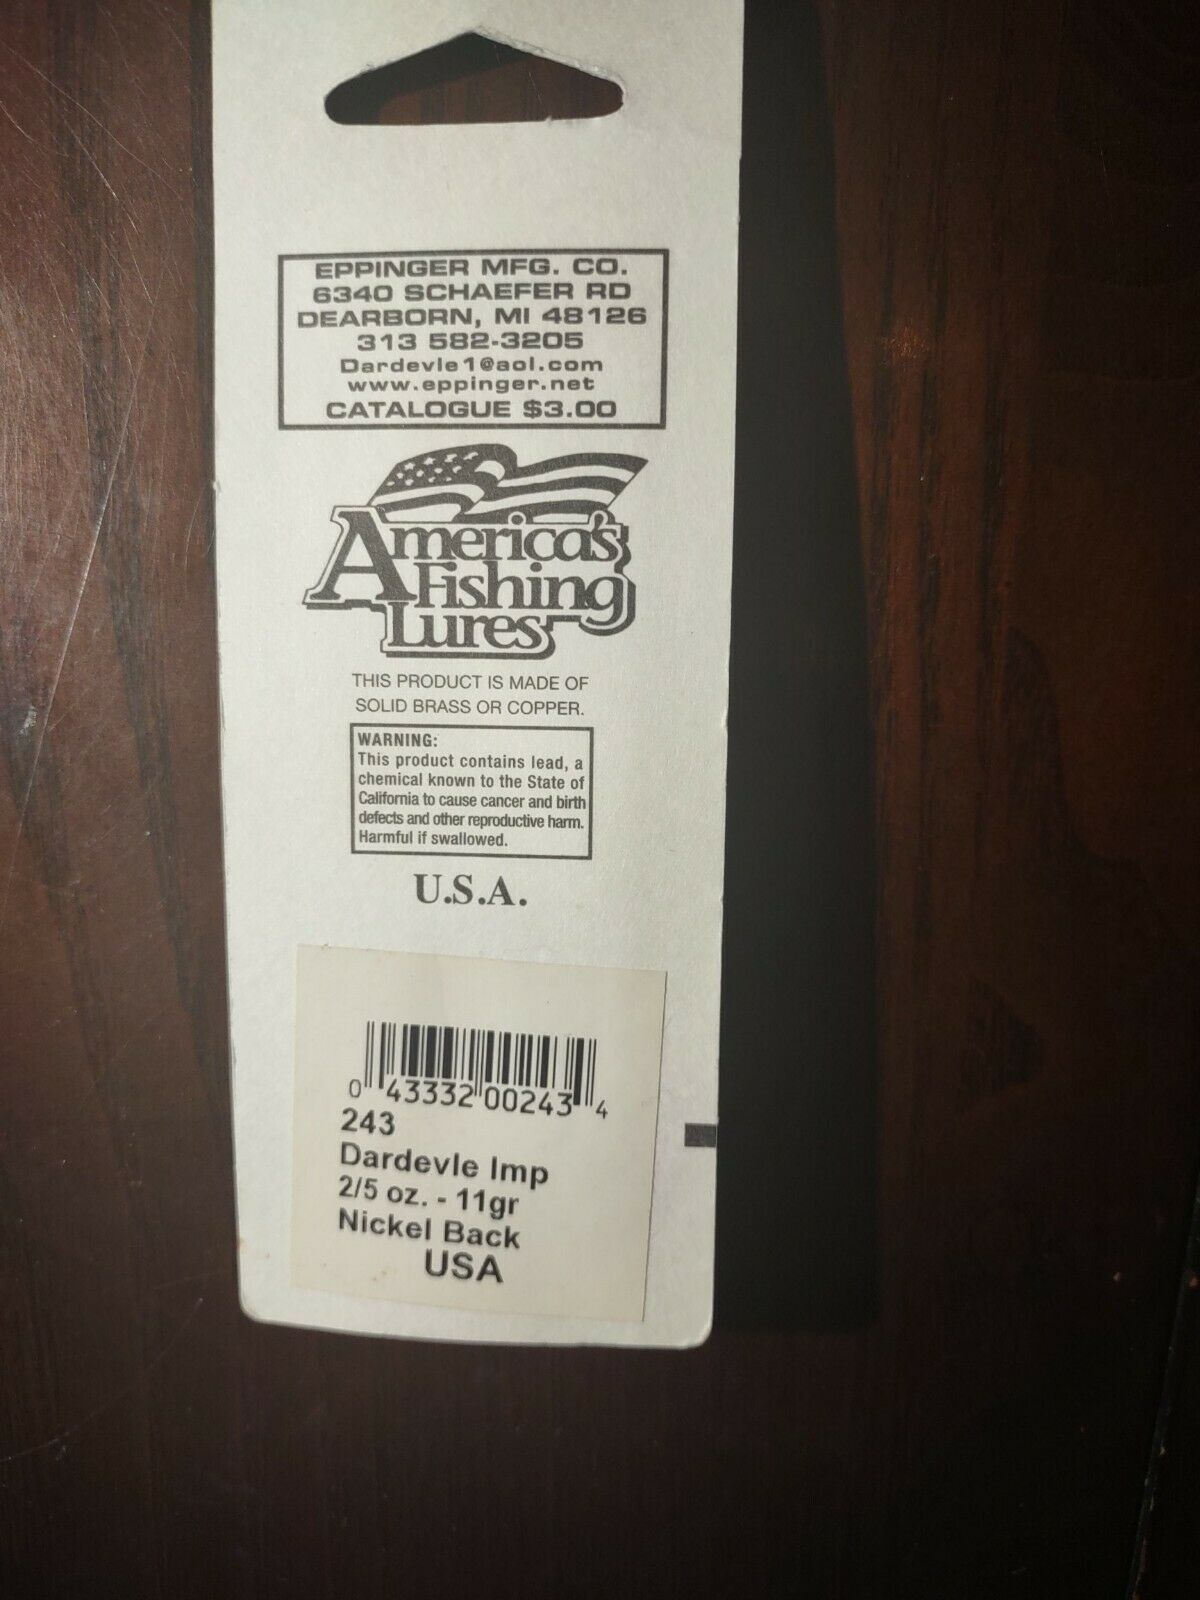 EPPINGER MFG. CO.
6340 SCHAEFER RD
DEARBORN, MI 48126
313 582-3205
Dardevle1@aol.com
www.eppinger.net
CATALOGUE $3.00
America's
Fishing
Lures
THIS PRODUCT IS MADE OF
SOLID BRASS OR COPPER.
WARNING:
This product contains lead, a
chemical known to the State of
California to cause cancer and birth
defects and other reproductive harm.
Harmful if swallowed.
U.S.A.
0 43332 00243 4
243
Dardevle Imp
2/5 oz. - 11gr
Nickel Back
USA